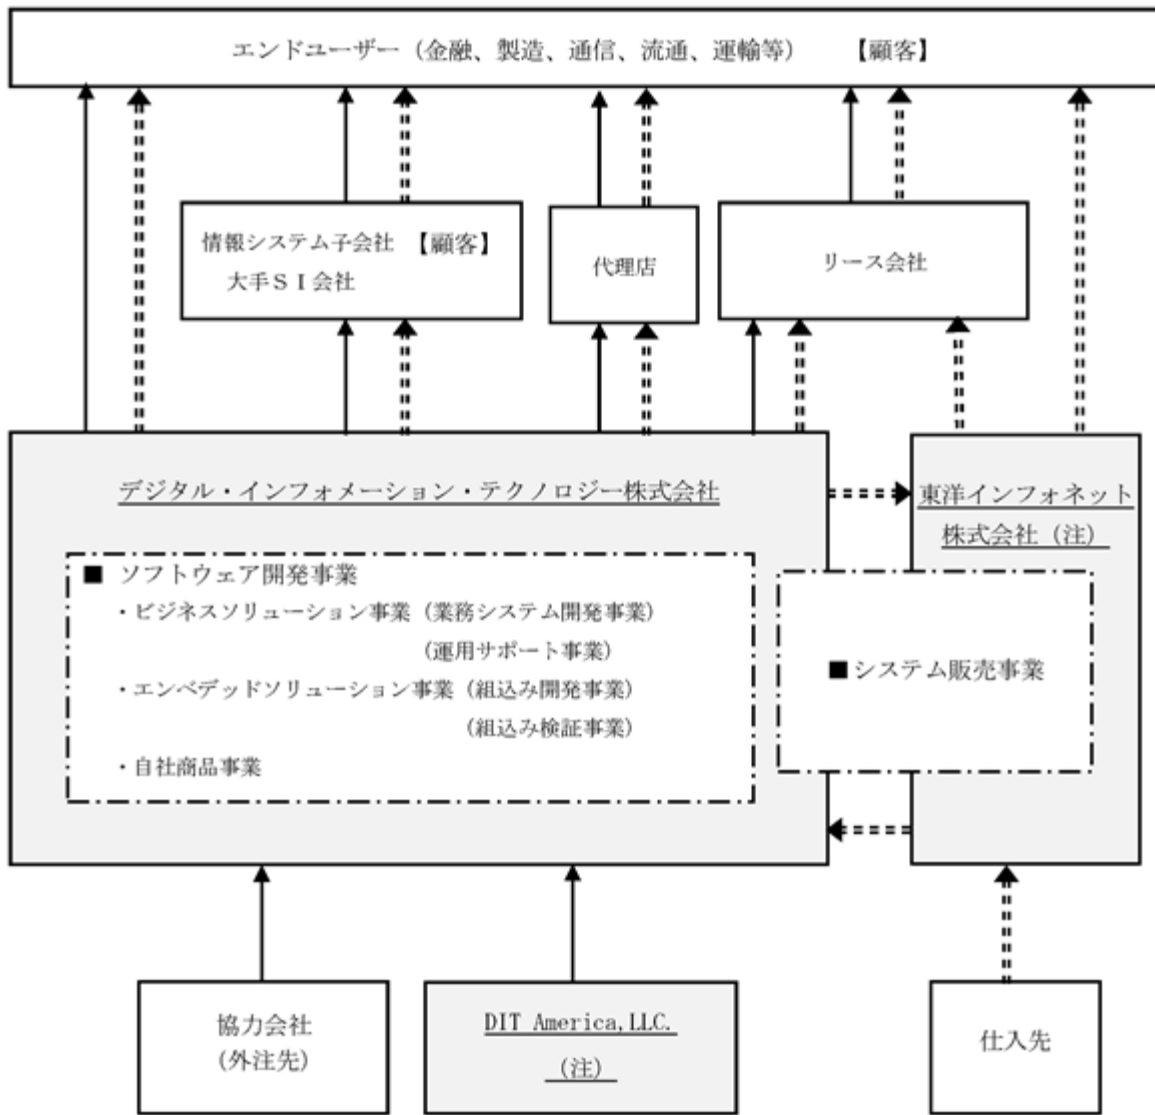 エンドユーザー（金融、製造、通信、流通、運輸等） 【顧客】
情報システム子会社 【顧客】
大手ＳＩ会社
代理店
リース会社
デジタル・インフォメーション・テクノロジー株式会社
東洋インフォネット
株式会社（注）
■ ソフトウェア開発事業
・ビジネスソリューション事業（業務システム開発事業）
（運用サポート事業）
・エンベデッドソリューション事業（組込み開発事業）
（組込み検証事業）
・自社商品事業
■システム販売事業
協力会社
（外注先）
DIT America,LLC.
（注）
仕入先